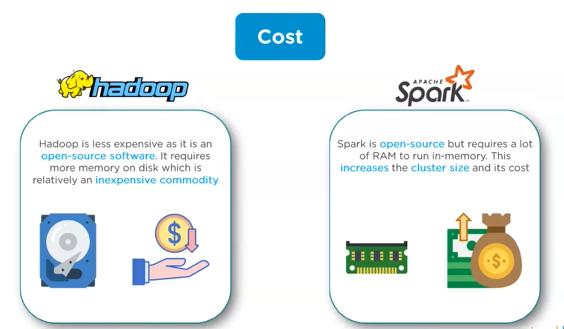 Cost
hadoop
Hadoop is less expensive as it is an
open-source software. It requires
more memory on disk which is
relatively an inexpensive commodity
APACHE
Spark
Spark is open-source but requires a lot
of RAM to run in-memory. This
increases the cluster size and its cost